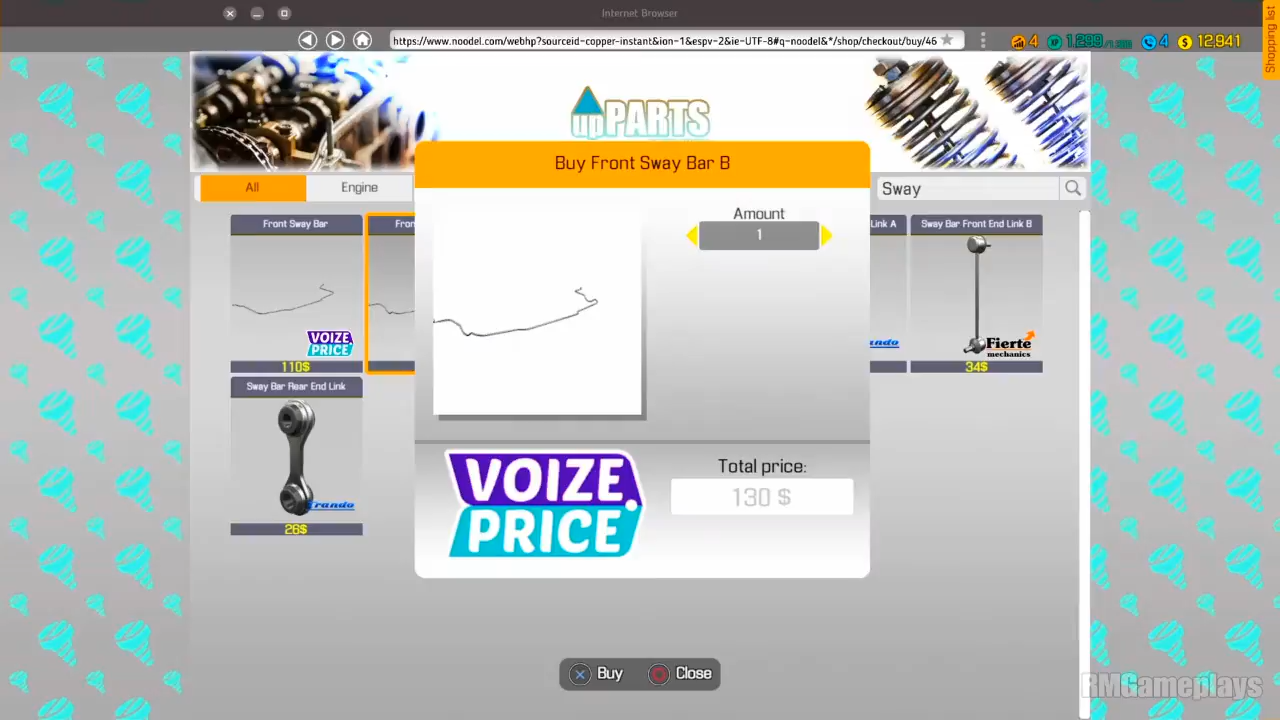 Internet Browser
https://www.noodel.com/webhp?sourceid-copper-instant&ion-1&espv-2&ie-UTF-8#q-noodel&*/shop/checkout/buy/46
4
4
12,941
Shopping list
upPARTS
Buy Front Sway Bar B
All
Engine
Sway
Amount
1
Front Sway Bar
Link A
Sway Bar Front End Link B
VOIZE
PRICE
110$
Fierte
mechanics
34$
Sway Bar Rear End Link
26$
VOIZE
PRICE
Total price:
130 $
Buy
Close
RMGameplays